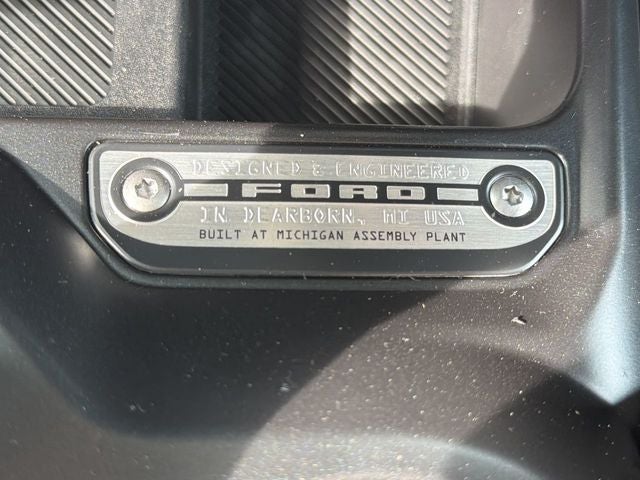 DESIGNED & ENGINEERED
FORD
IN DEARBORN, MI USA
BUILT AT MICHIGAN ASSEMBLY PLANT